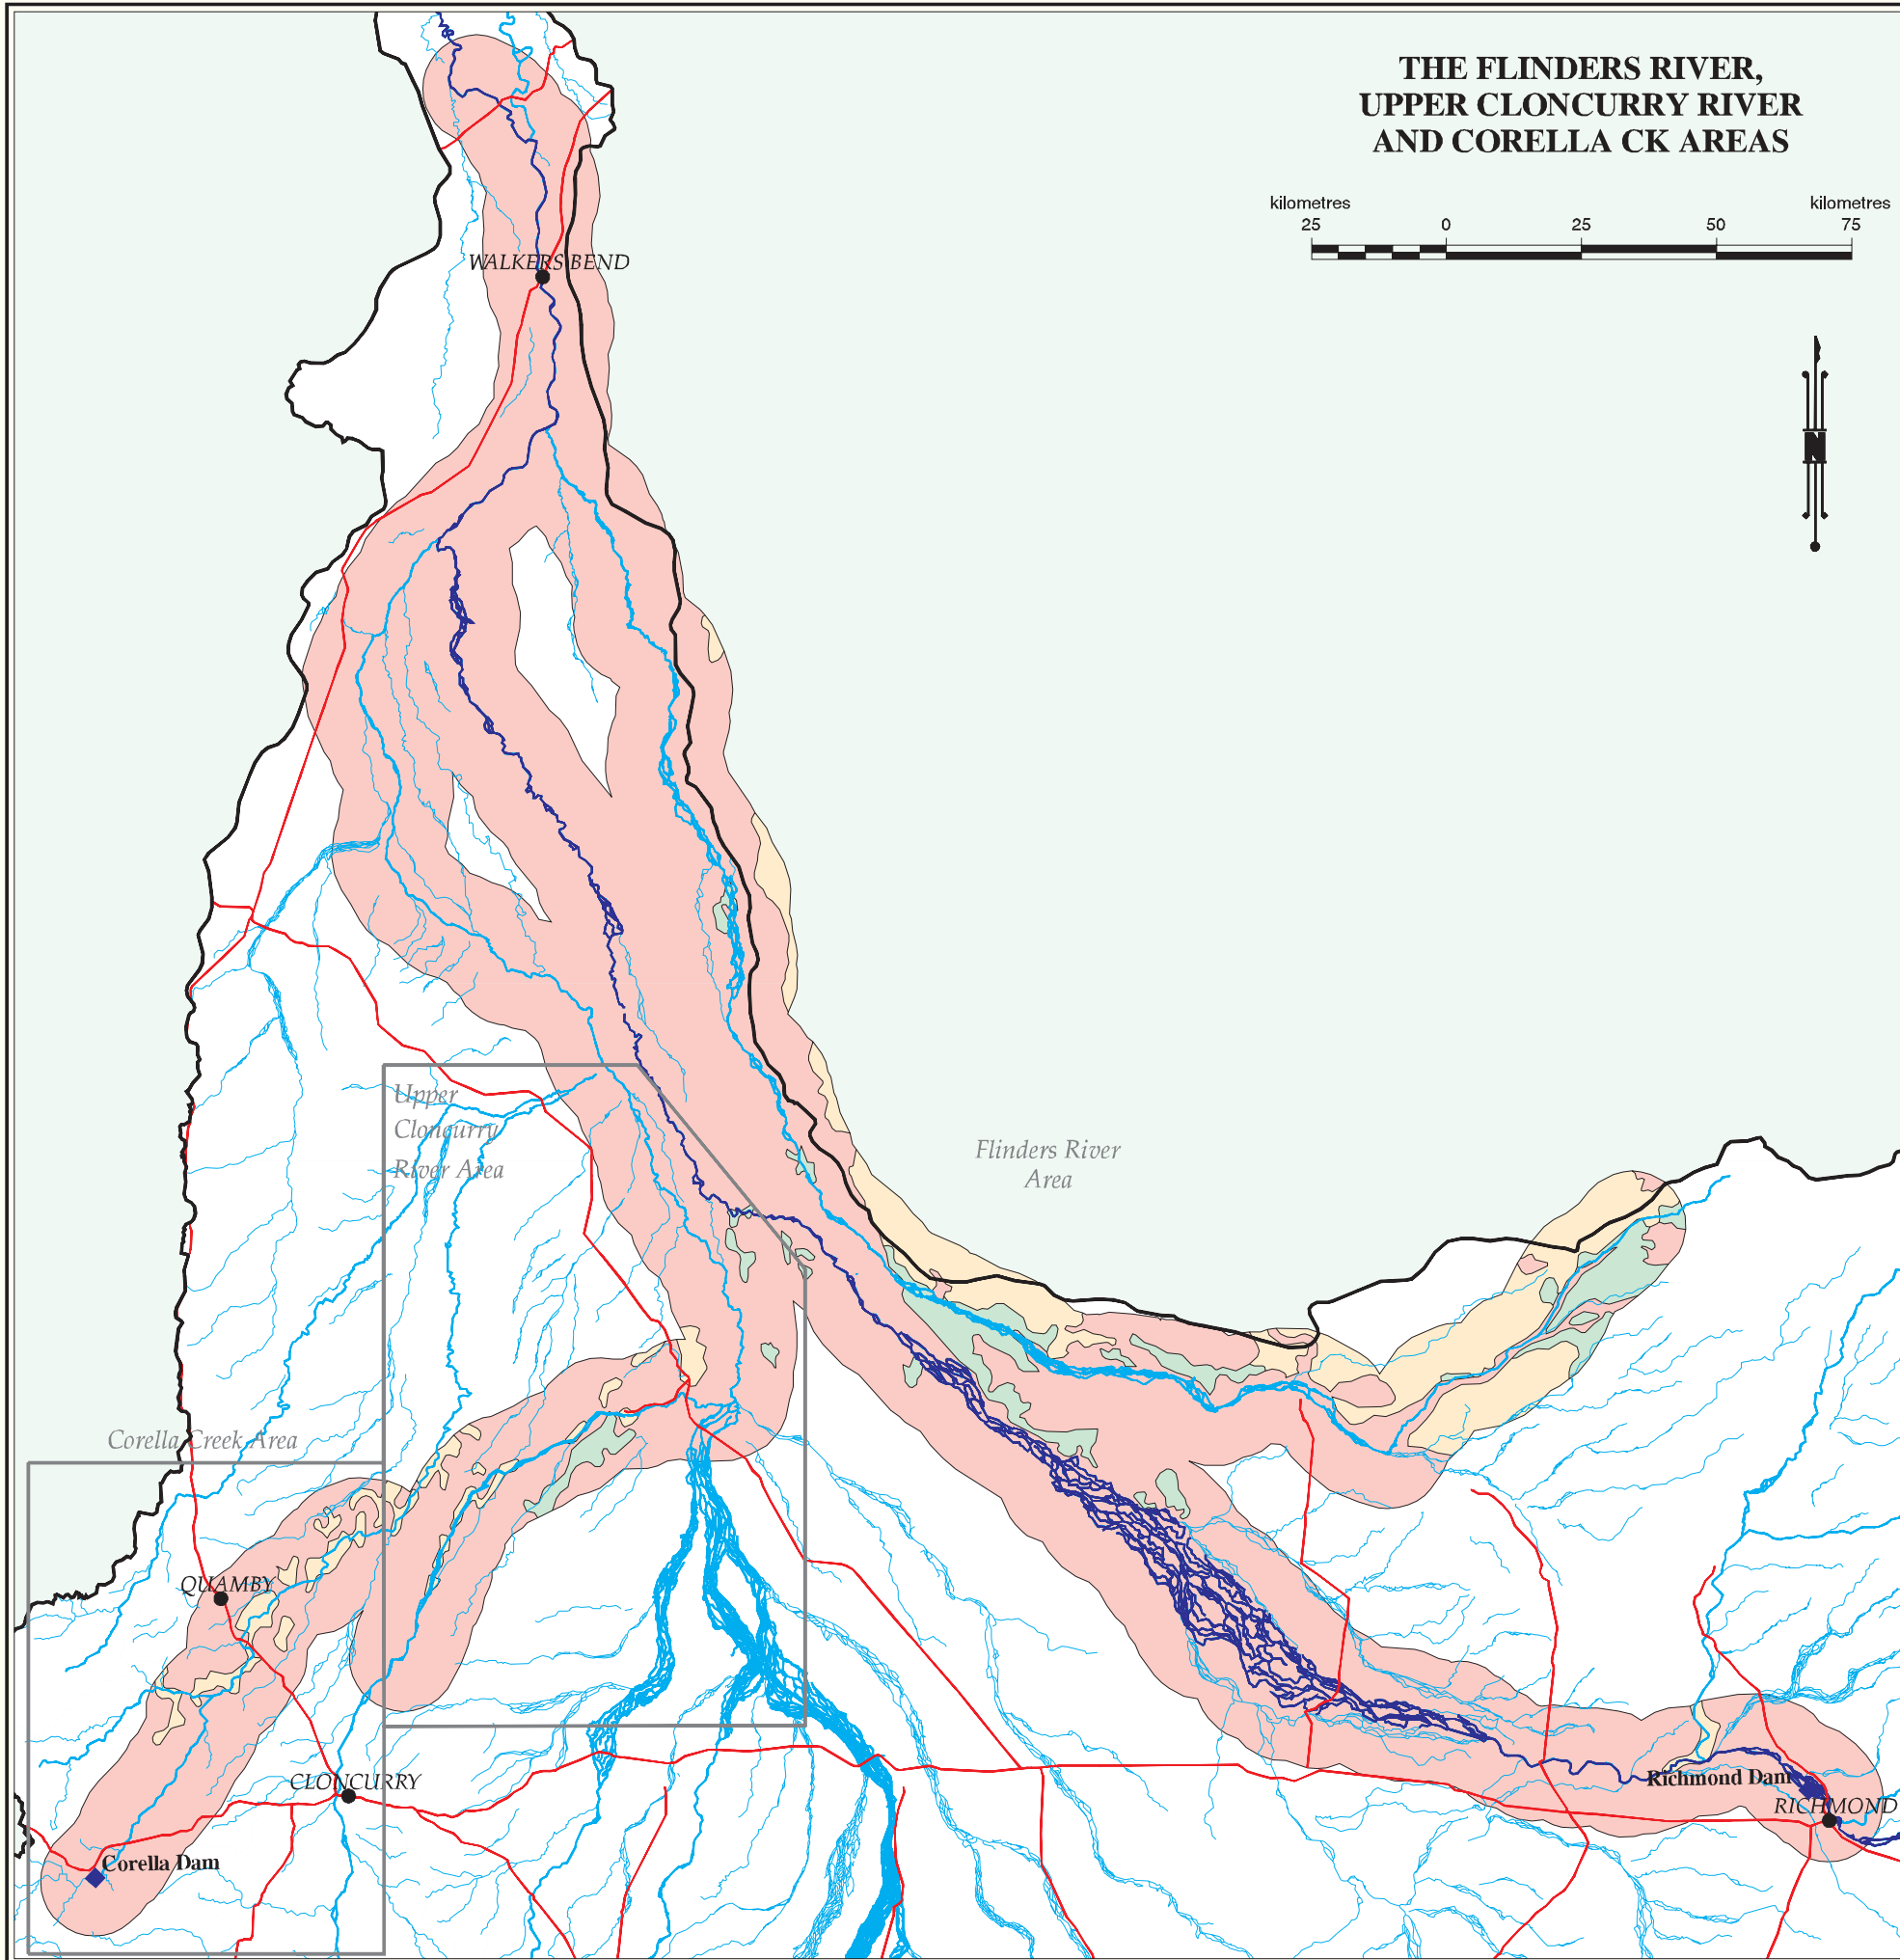 THE FLINDERS RIVER,
UPPER CLONCURRY RIVER
AND CORELLA CK AREAS
kilometres kilometres
25 0 25 50 75
WALKERS BEND
N
Upper
Cloncurry
River Area
Flinders River
Area
Corella Creek Area
QUAMBY
CLONCURRY
Richmond Dam
RICHMOND
Corella Dam